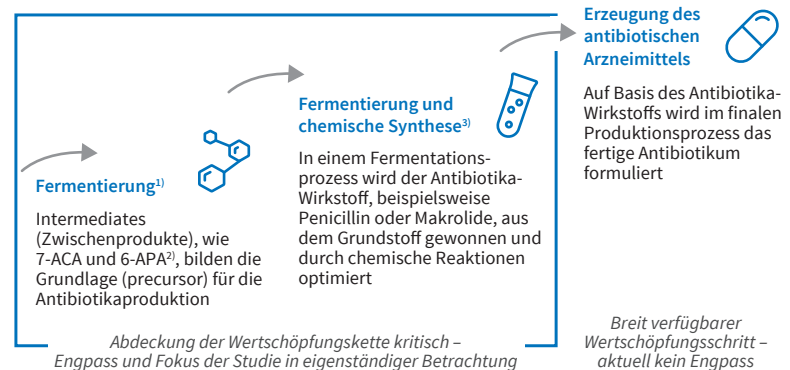 Erzeugung des
antibiotischen
Arzneimittels
Auf Basis des Antibiotika-
Wirkstoffs wird im finalen
Produktionsprozess das
fertige Antibiotikum
formuliert
Fermentierung und
chemische Synthese³⁾
In einem Fermentations-
prozess wird der Antibiotika-
Wirkstoff, beispielsweise
Penicillin oder Makrolide, aus
dem Grundstoff gewonnen und
durch chemische Reaktionen
optimiert
Fermentierung¹⁾
Intermediates
(Zwischenprodukte), wie
7-ACA und 6-APA²⁾, bilden die
Grundlage (precursor) für die
Antibiotikaproduktion
Abdeckung der Wertschöpfungskette kritisch –
Engpass und Fokus der Studie in eigenständiger Betrachtung
Breit verfügbarer
Wertschöpfungsschritt –
aktuell kein Engpass